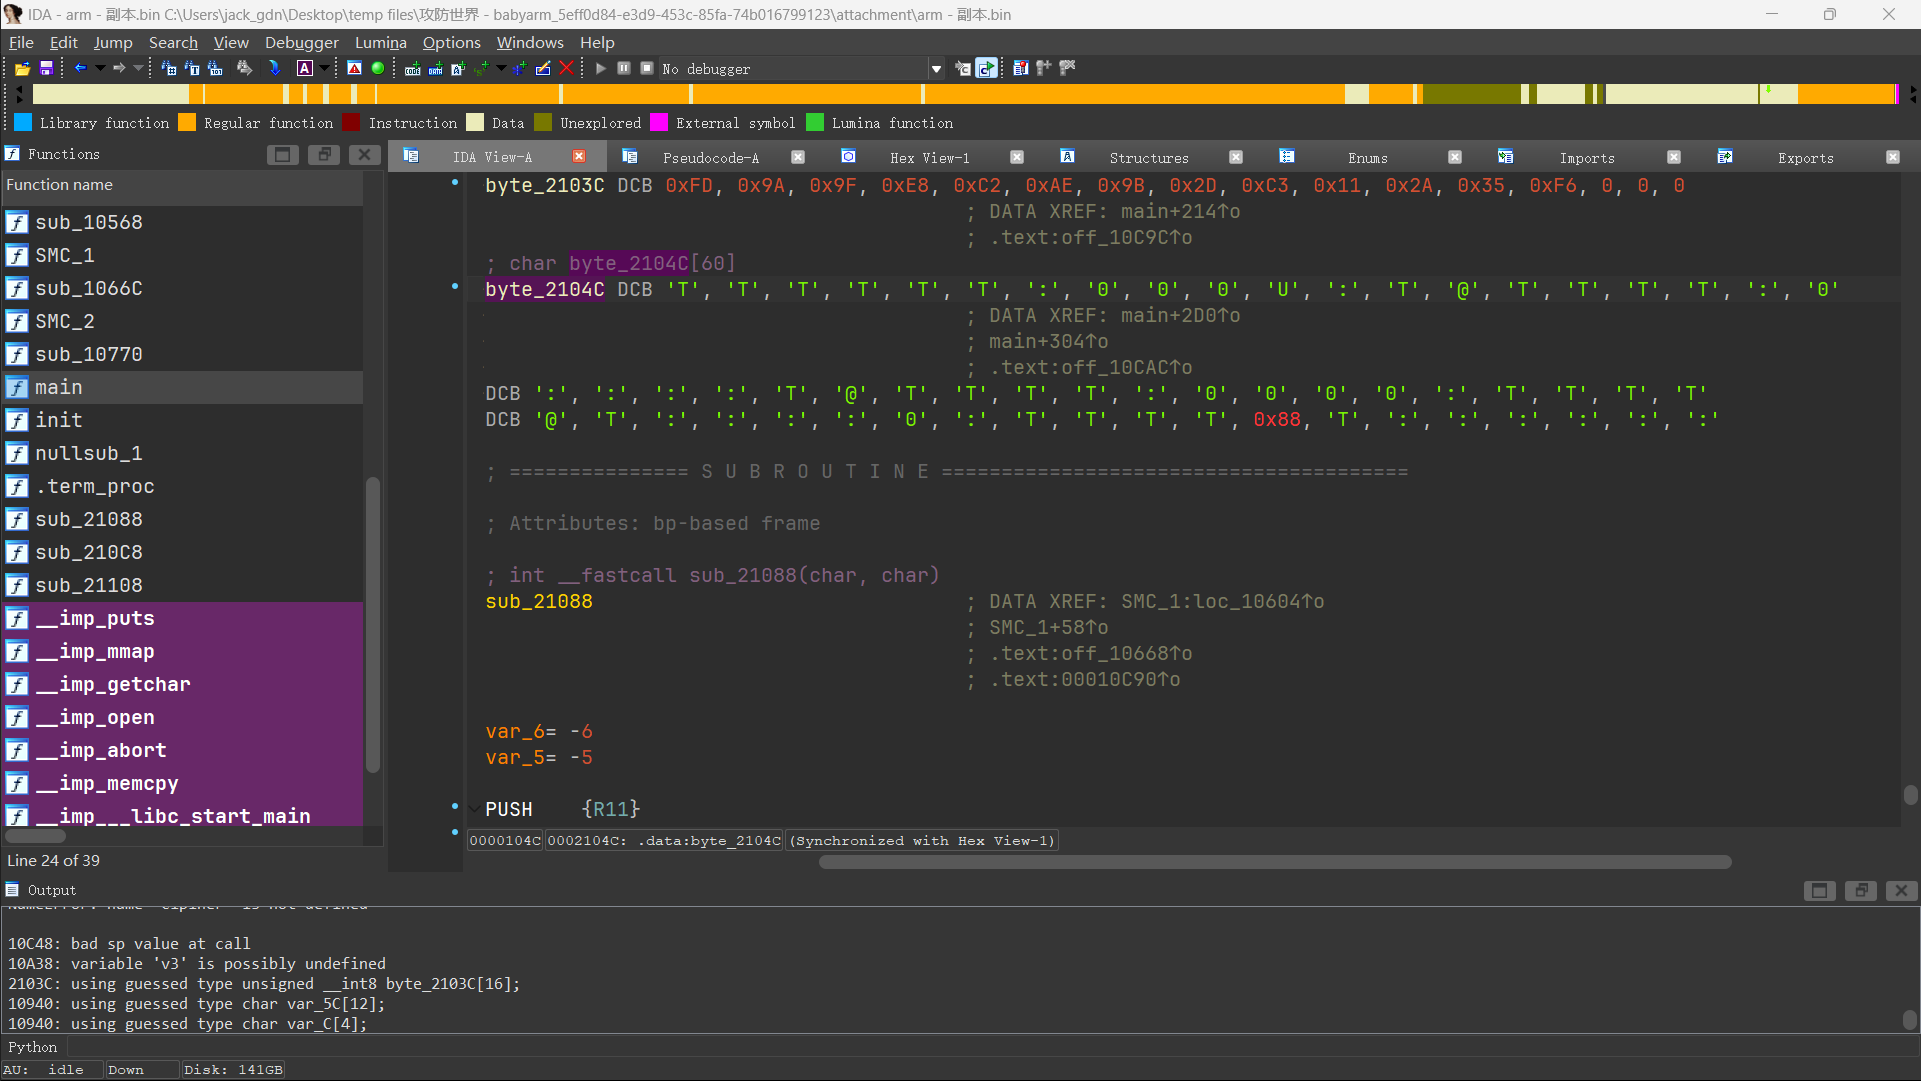 IDA - arm - 副本.bin C:\Users\jack_gdn\Desktop\temp files\攻防世界 - babyarm_5eff0d84-e3d9-453c-85fa-74b016799123\attachment\arm - 副本.bin
File Edit Jump Search View Debugger Lumina Options Windows Help
No debugger
Library function Regular function Instruction Data Unexplored External symbol Lumina function
Functions
IDA View-A Pseudocode-A Hex View-1 Structures Enums Imports Exports
Function name
sub_10568
SMC_1
sub_1066C
SMC_2
sub_10770
main
init
nullsub_1
.term_proc
sub_21088
sub_210C8
sub_21108
__imp_puts
__imp_mmap
__imp_getchar
__imp_open
__imp_abort
__imp_memcpy
__imp___libc_start_main
Line 24 of 39
byte_2103C DCB 0xFD, 0x9A, 0x9F, 0xE8, 0xC2, 0xAE, 0x9B, 0x2D, 0xC3, 0x11, 0x2A, 0x35, 0xF6, 0, 0, 0
; DATA XREF: main+214↑o
; .text:off_10C9C↑o
; char byte_2104C[60]
byte_2104C DCB 'T', 'T', 'T', 'T', 'T', 'T', ':', '0', '0', '0', 'U', ':', 'T', '@', 'T', 'T', 'T', 'T', ':', '0'
; DATA XREF: main+2D0↑o
; main+304↑o
; .text:off_10CAC↑o
DCB ':', ':', ':', ':', 'T', '@', 'T', 'T', 'T', 'T', ':', '0', '0', '0', '0', ':', 'T', 'T', 'T', 'T'
DCB '@', 'T', ':', ':', ':', ':', '0', ':', 'T', 'T', 'T', 'T', 0x88, 'T', ':', ':', ':', ':', ':', ':'
; =============== S U B R O U T I N E =======================================
; Attributes: bp-based frame
; int __fastcall sub_21088(char, char)
sub_21088 ; DATA XREF: SMC_1:loc_10604↑o
; SMC_1+58↑o
; .text:off_10668↑o
; .text:00010C90↑o
var_6= -6
var_5= -5
PUSH {R11}
0000104C 0002104C: .data:byte_2104C (Synchronized with Hex View-1)
Output
10C48: bad sp value at call
10A38: variable 'v3' is possibly undefined
2103C: using guessed type unsigned __int8 byte_2103C[16];
10940: using guessed type char var_5C[12];
10940: using guessed type char var_C[4];
Python
AU: idle Down Disk: 141GB